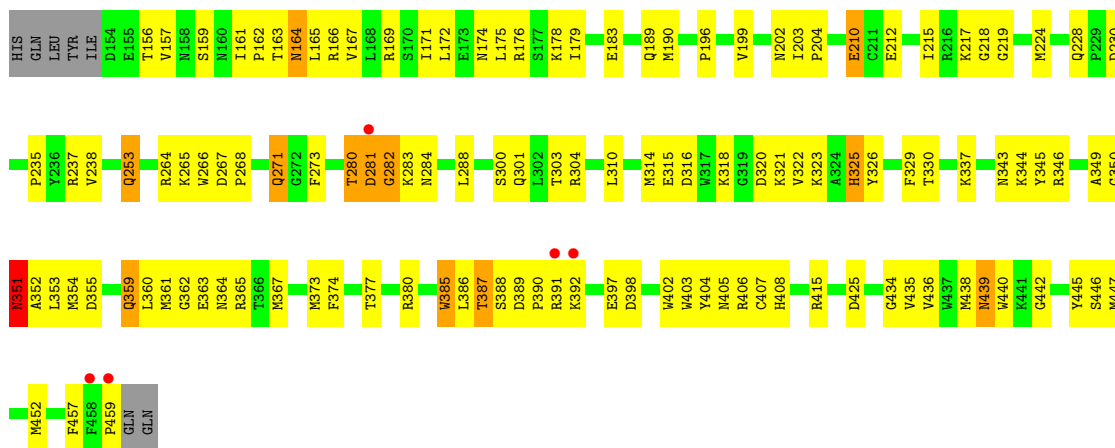 HIS GLN LEU TYR ILE D154 E155 T156 V157 N158 S159 N160 I161 P162 T163 N164 L165 R166 V167 L168 R169 S170 I171 L172 E173 N174 L175 R176 S177 K178 I179 E183 Q189 M190 P196 V199 N202 I203 P204 E210 C211 E212 I215 R216 K217 G218 G219 M224 Q228 P229 D230
P235 Y236 R237 V238 Q253 R264 K265 W266 D267 P268 Q271 G272 F273 T280 D281 G282 K283 N284 L288 S300 Q301 L302 T303 R304 L310 M314 E315 D316 W317 K318 G319 D320 K321 V322 K323 A324 H325 Y326 F329 T330 K337 N343 K344 Y345 R346 A349 G350
N351 A352 L353 M354 D355 Q359 L360 M361 G362 E363 N364 R365 T366 M367 M373 F374 T377 R380 W385 L386 T387 S388 D389 P390 R391 K392 E397 D398 W402 W403 Y404 N405 R406 C407 H408 R415 D425 G434 V435 V436 W437 M438 N439 W440 K441 G442 Y445 S446 M447
M452 F457 F458 P459 GLN GLN